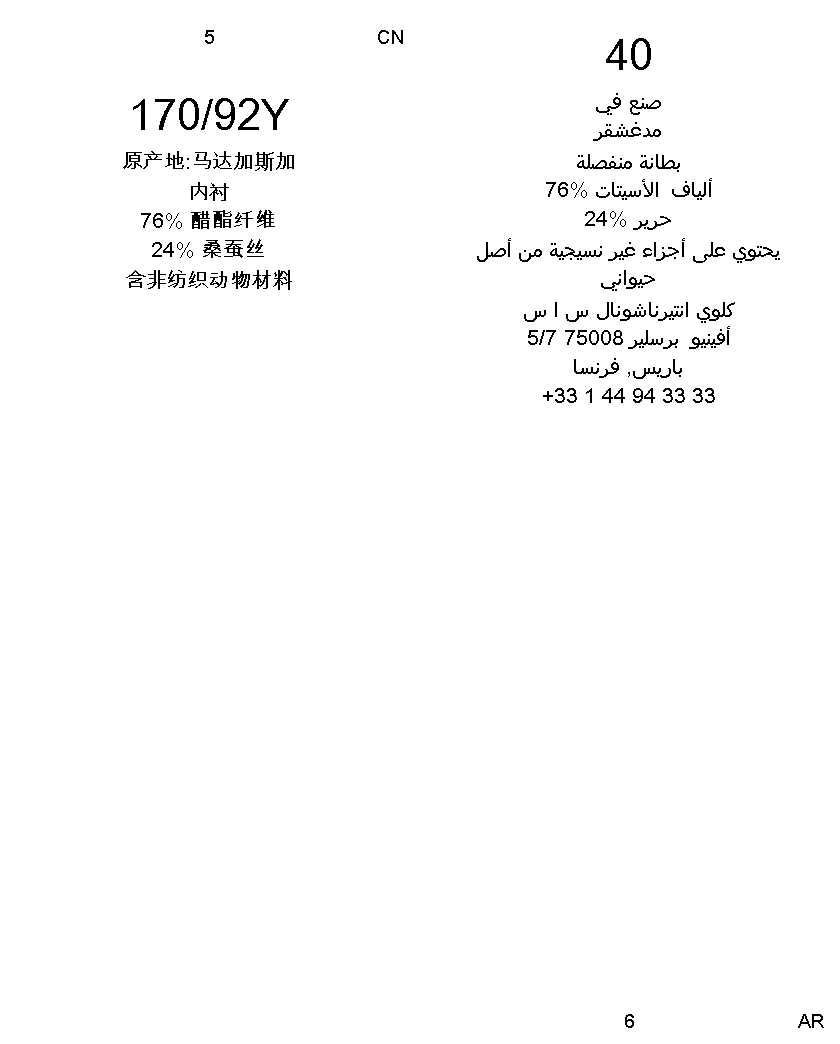 5
CN
170/92Y
原产地:马达加斯加
内衬
76% 醋酯纤维
24% 桑蚕丝
含非纺织动物材料
40
صنع في
مدغشقر
بطانة منفصلة
ألياف الأسيتات %76
حرير %24
يحتوي على أجزاء غير نسيجية من أصل
حيواني
كلوي انتيرناشونال س ا س
أفينيو برسلير 75008 5/7
باريس, فرنسا
+33 1 44 94 33 33
6
AR